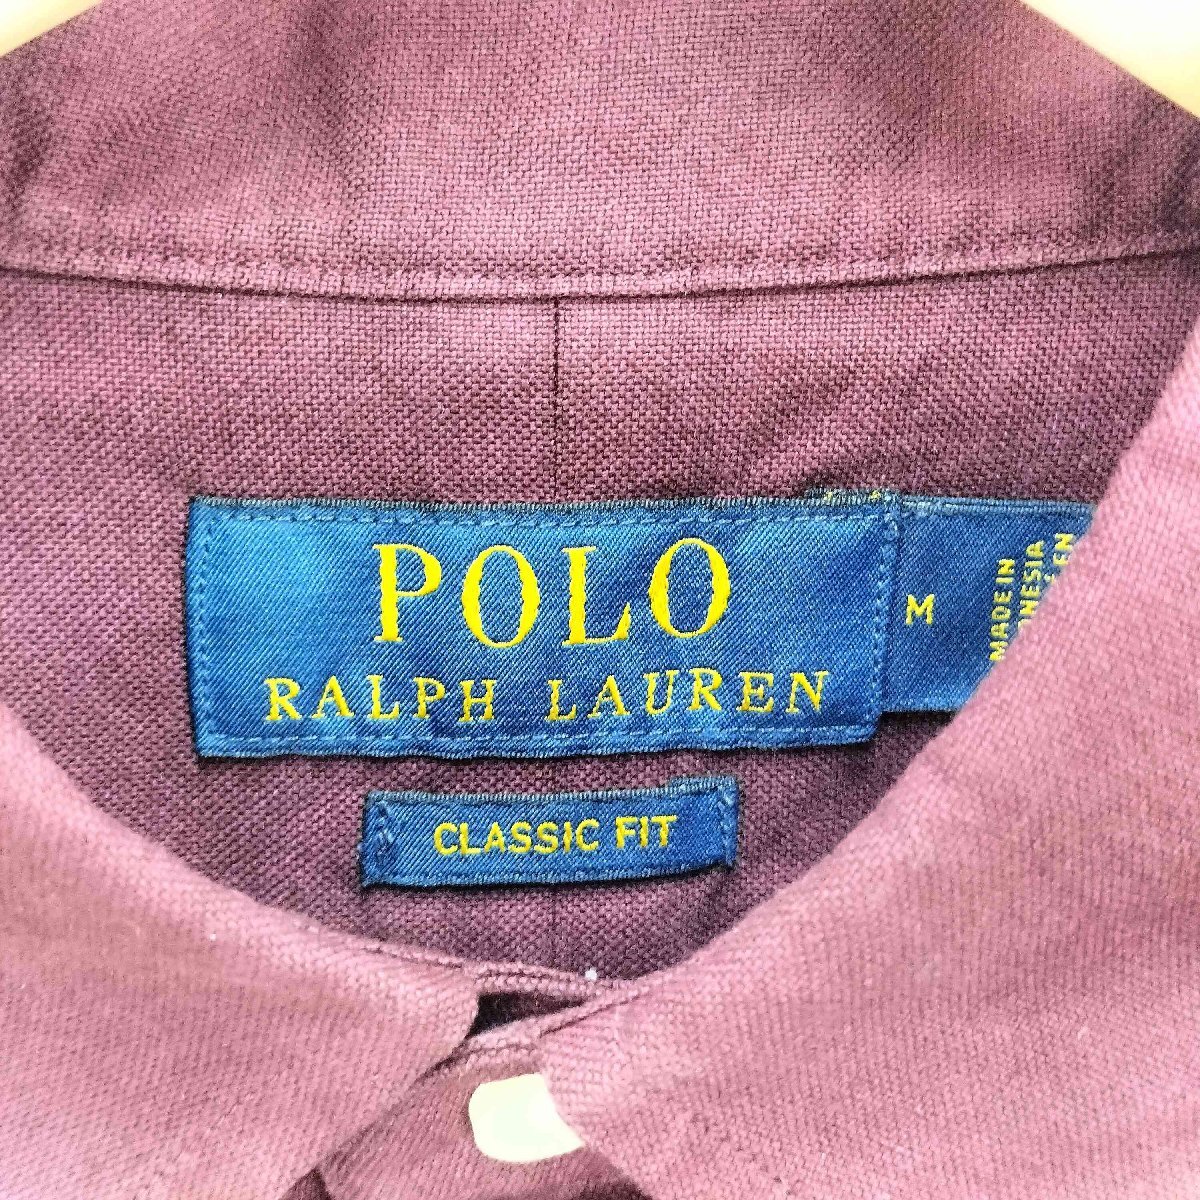 POLO
RALPH LAUREN
M
MADE IN
CLASSIC FIT